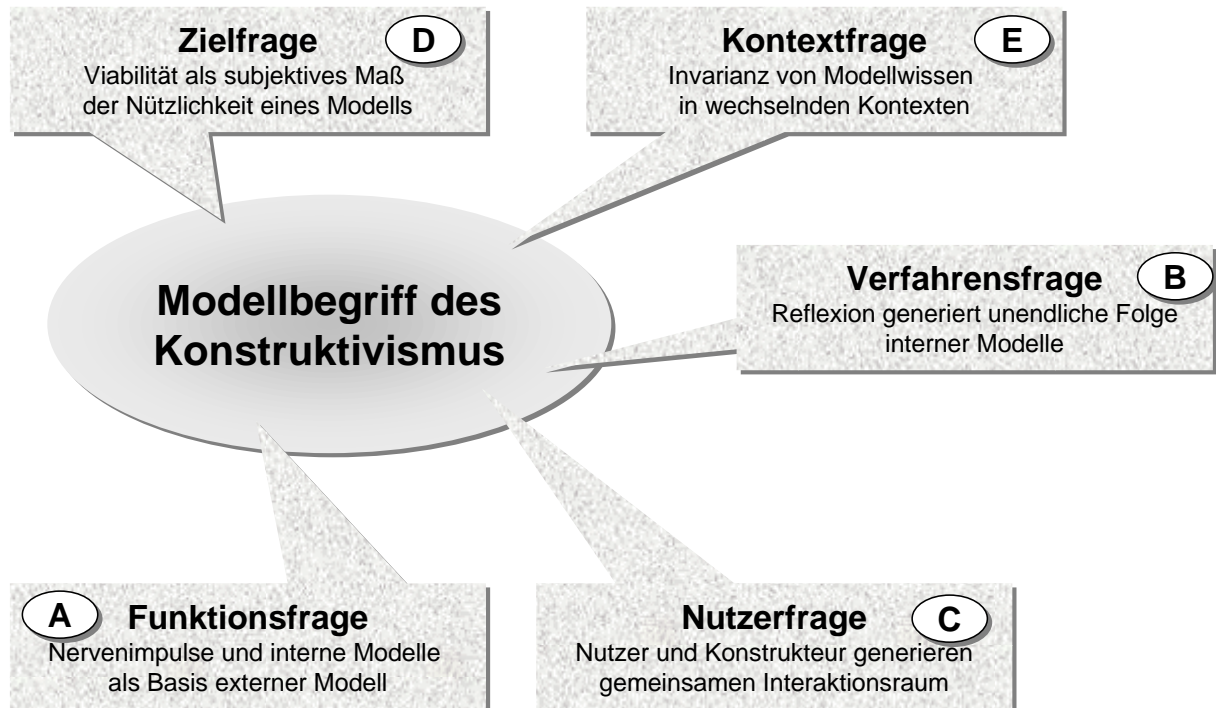 Zielfrage
D
Viabilität als subjektives Maß
der Nützlichkeit eines Modells
Kontextfrage
E
Invarianz von Modellwissen
in wechselnden Kontexten
Modellbegriff des
Konstruktivismus
Verfahrensfrage
B
Reflexion generiert unendliche Folge
interner Modelle
A
Funktionsfrage
Nervenimpulse und interne Modelle
als Basis externer Modell
Nutzerfrage
C
Nutzer und Konstrukteur generieren
gemeinsamen Interaktionsraum